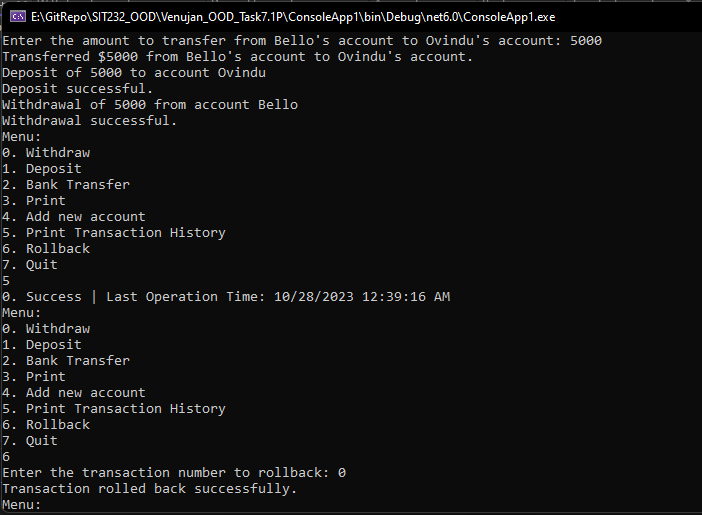 E:\GitRepo\SIT232_OOD\Venujan_OOD_Task7.1P\ConsoleApp1\bin\Debug\net6.0\ConsoleApp1.exe
Enter the amount to transfer from Bello's account to Ovindu's account: 5000
Transferred $5000 from Bello's account to Ovindu's account.
Deposit of 5000 to account Ovindu
Deposit successful.
Withdrawal of 5000 from account Bello
Withdrawal successful.
Menu:
0. Withdraw
1. Deposit
2. Bank Transfer
3. Print
4. Add new account
5. Print Transaction History
6. Rollback
7. Quit
5
0. Success | Last Operation Time: 10/28/2023 12:39:16 AM
Menu:
0. Withdraw
1. Deposit
2. Bank Transfer
3. Print
4. Add new account
5. Print Transaction History
6. Rollback
7. Quit
6
Enter the transaction number to rollback: 0
Transaction rolled back successfully.
Menu: